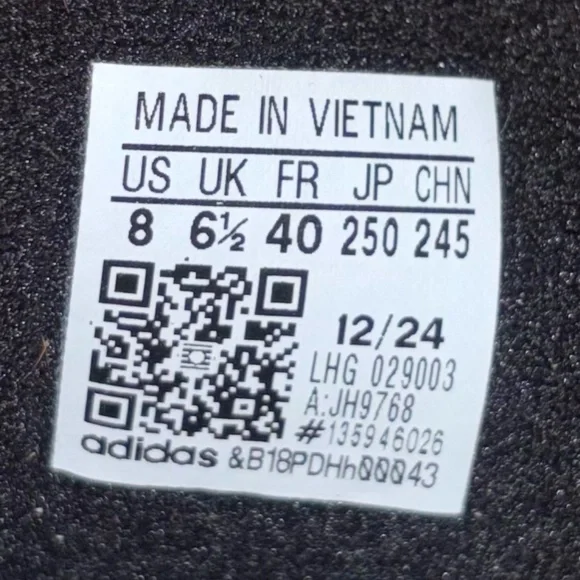 MADE IN VIETNAM
US UK FR JP CHN
8 6½ 40 250 245
12/24
LHG 029003
A:JH9768
#135946026
adidas &B18PDHh00043